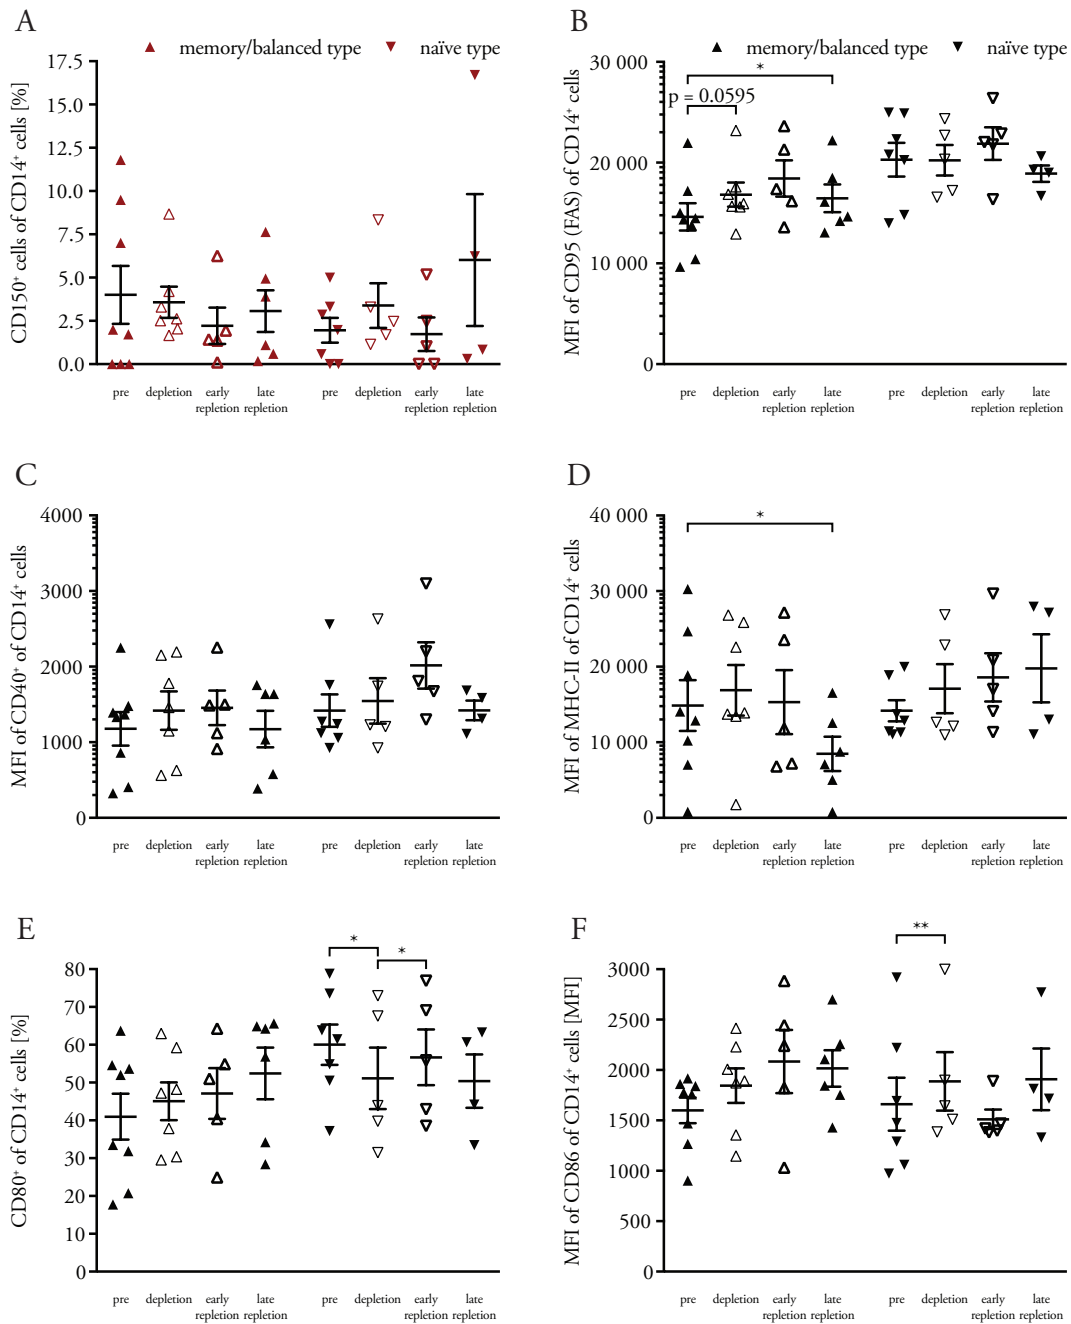 A
▲ memory/balanced type ▼ naïve type
CD150⁺ cells of CD14⁺ cells [%]
17.5
15.0
12.5
10.0
7.5
5.0
2.5
0.0
pre depletion early repletion late repletion pre depletion early repletion late repletion
B
▲ memory/balanced type ▼ naïve type
MFI of CD95 (FAS) of CD14⁺ cells
30 000
20 000
10 000
0
*
p = 0.0595
pre depletion early repletion late repletion pre depletion early repletion late repletion
C
MFI of CD40⁺ of CD14⁺ cells
4000
3000
2000
1000
0
pre depletion early repletion late repletion pre depletion early repletion late repletion
D
MFI of MHC-II of CD14⁺ cells
40 000
30 000
20 000
10 000
0
*
pre depletion early repletion late repletion pre depletion early repletion late repletion
E
CD80⁺ of CD14⁺ cells [%]
80
70
60
50
40
30
20
10
0
*
*
pre depletion early repletion late repletion pre depletion early repletion late repletion
F
MFI of CD86 of CD14⁺ cells [MFI]
3000
2500
2000
1500
1000
500
0
**
pre depletion early repletion late repletion pre depletion early repletion late repletion